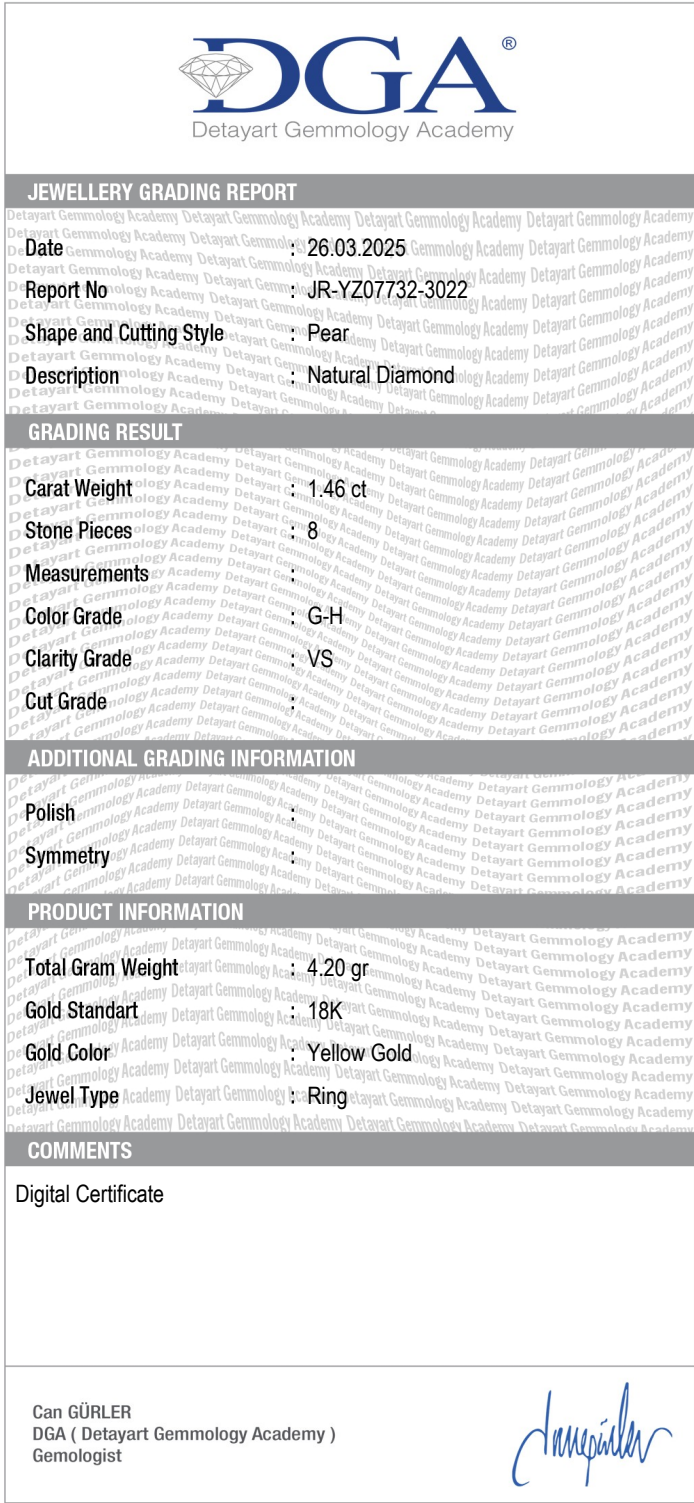 DGA®
Detayart Gemmology Academy
JEWELLERY GRADING REPORT
Date : 26.03.2025
Report No : JR-YZ07732-3022
Shape and Cutting Style : Pear
Description : Natural Diamond
GRADING RESULT
Carat Weight : 1.46 ct
Stone Pieces : 8
Measurements :
Color Grade : G-H
Clarity Grade : VS
Cut Grade :
ADDITIONAL GRADING INFORMATION
Polish :
Symmetry :
PRODUCT INFORMATION
Total Gram Weight : 4.20 gr
Gold Standart : 18K
Gold Color : Yellow Gold
Jewel Type : Ring
COMMENTS
Digital Certificate
Can GÜRLER
DGA ( Detayart Gemmology Academy )
Gemologist